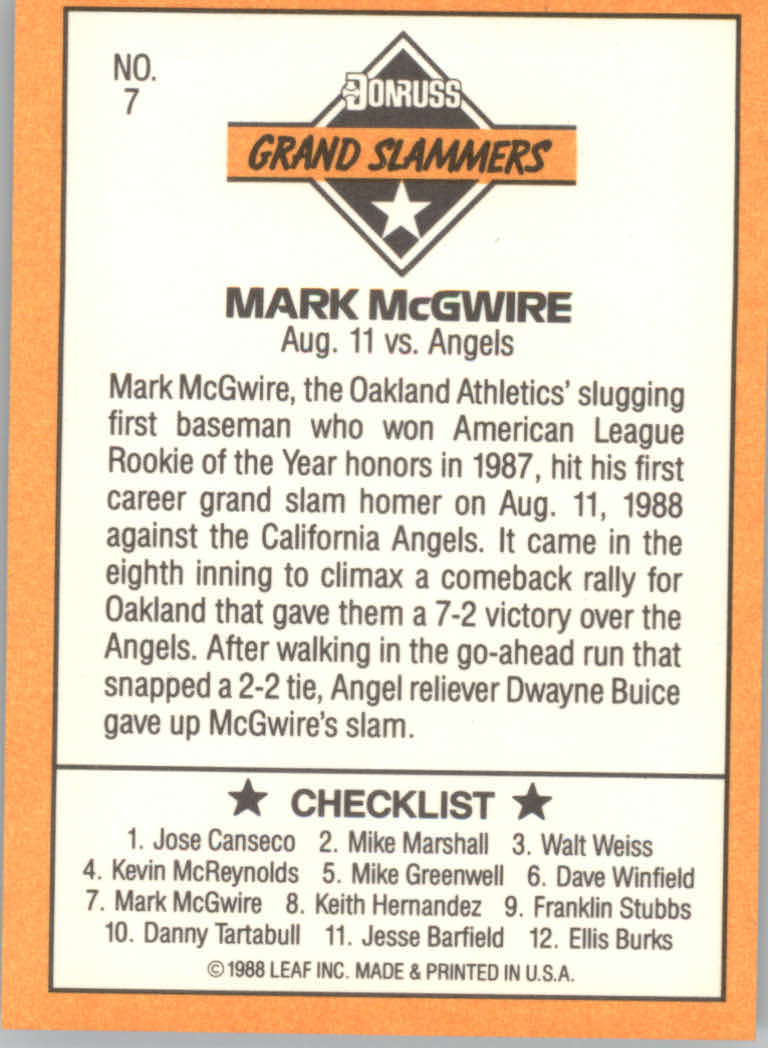 NO.
7
DONRUSS
GRAND SLAMMERS
MARK McGWIRE
Aug. 11 vs. Angels
Mark McGwire, the Oakland Athletics' slugging
first baseman who won American League
Rookie of the Year honors in 1987, hit his first
career grand slam homer on Aug. 11, 1988
against the California Angels. It came in the
eighth inning to climax a comeback rally for
Oakland that gave them a 7-2 victory over the
Angels. After walking in the go-ahead run that
snapped a 2-2 tie, Angel reliever Dwayne Buice
gave up McGwire's slam.
★ CHECKLIST ★
1. Jose Canseco 2. Mike Marshall 3. Walt Weiss
4. Kevin McReynolds 5. Mike Greenwell 6. Dave Winfield
7. Mark McGwire 8. Keith Hernandez 9. Franklin Stubbs
10. Danny Tartabull 11. Jesse Barfield 12. Ellis Burks
©1988 LEAF INC. MADE & PRINTED IN U.S.A.